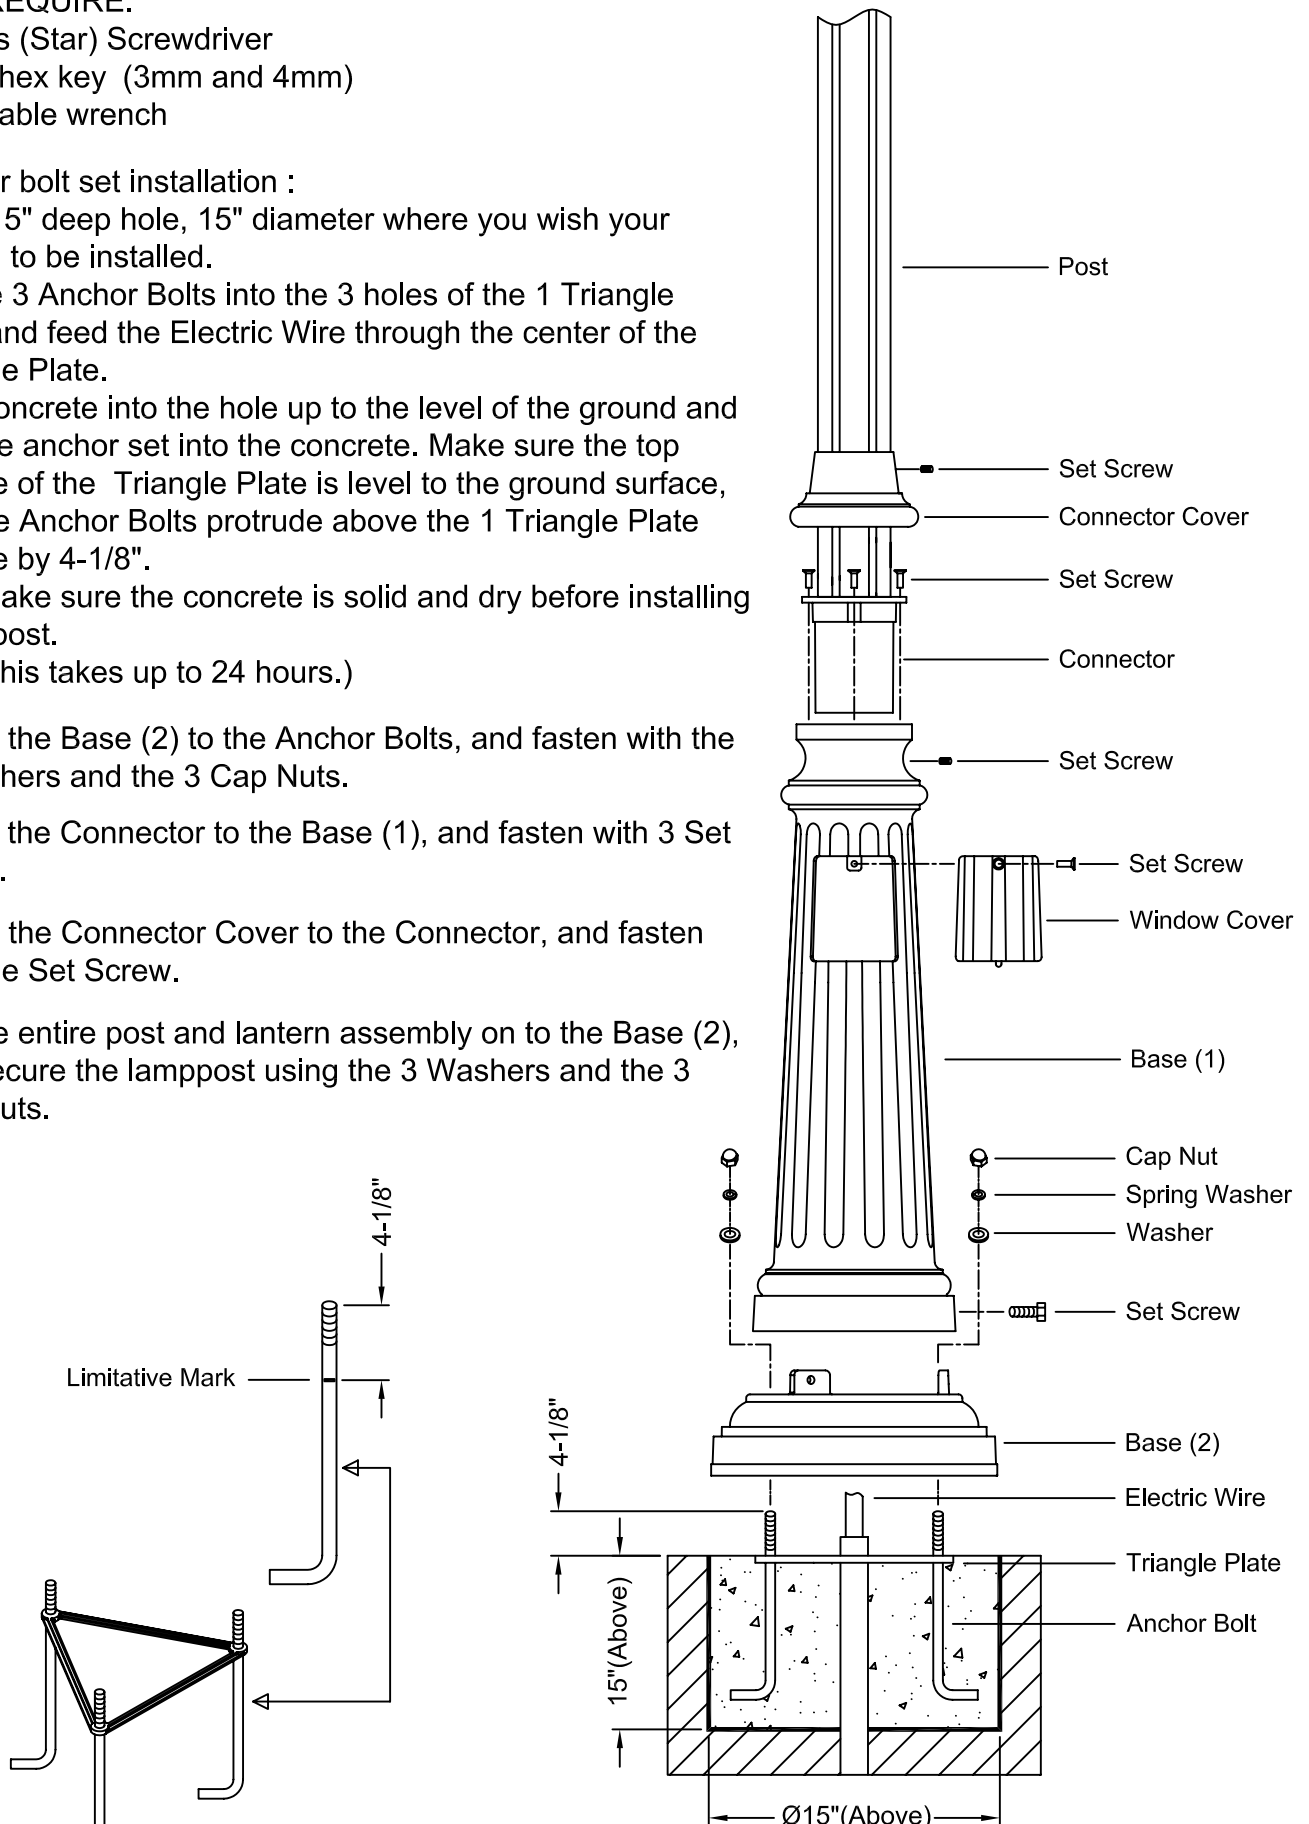 REQUIRE.
s (Star) Screwdriver
hex key (3mm and 4mm)
able wrench
r bolt set installation :
5" deep hole, 15" diameter where you wish your
to be installed.
e 3 Anchor Bolts into the 3 holes of the 1 Triangle
and feed the Electric Wire through the center of the
e Plate.
oncrete into the hole up to the level of the ground and
e anchor set into the concrete. Make sure the top
e of the Triangle Plate is level to the ground surface,
e Anchor Bolts protrude above the 1 Triangle Plate
e by 4-1/8".
ake sure the concrete is solid and dry before installing
post.
his takes up to 24 hours.)
the Base (2) to the Anchor Bolts, and fasten with the
hers and the 3 Cap Nuts.
the Connector to the Base (1), and fasten with 3 Set
.
the Connector Cover to the Connector, and fasten
e Set Screw.
e entire post and lantern assembly on to the Base (2),
ecure the lamppost using the 3 Washers and the 3
uts.
Post
Set Screw
Connector Cover
Set Screw
Connector
Set Screw
Set Screw
Window Cover
Base (1)
Cap Nut
Spring Washer
Washer
Set Screw
Base (2)
Electric Wire
Triangle Plate
Anchor Bolt
4-1/8"
Limitative Mark
4-1/8"
15"(Above)
Ø15"(Above)